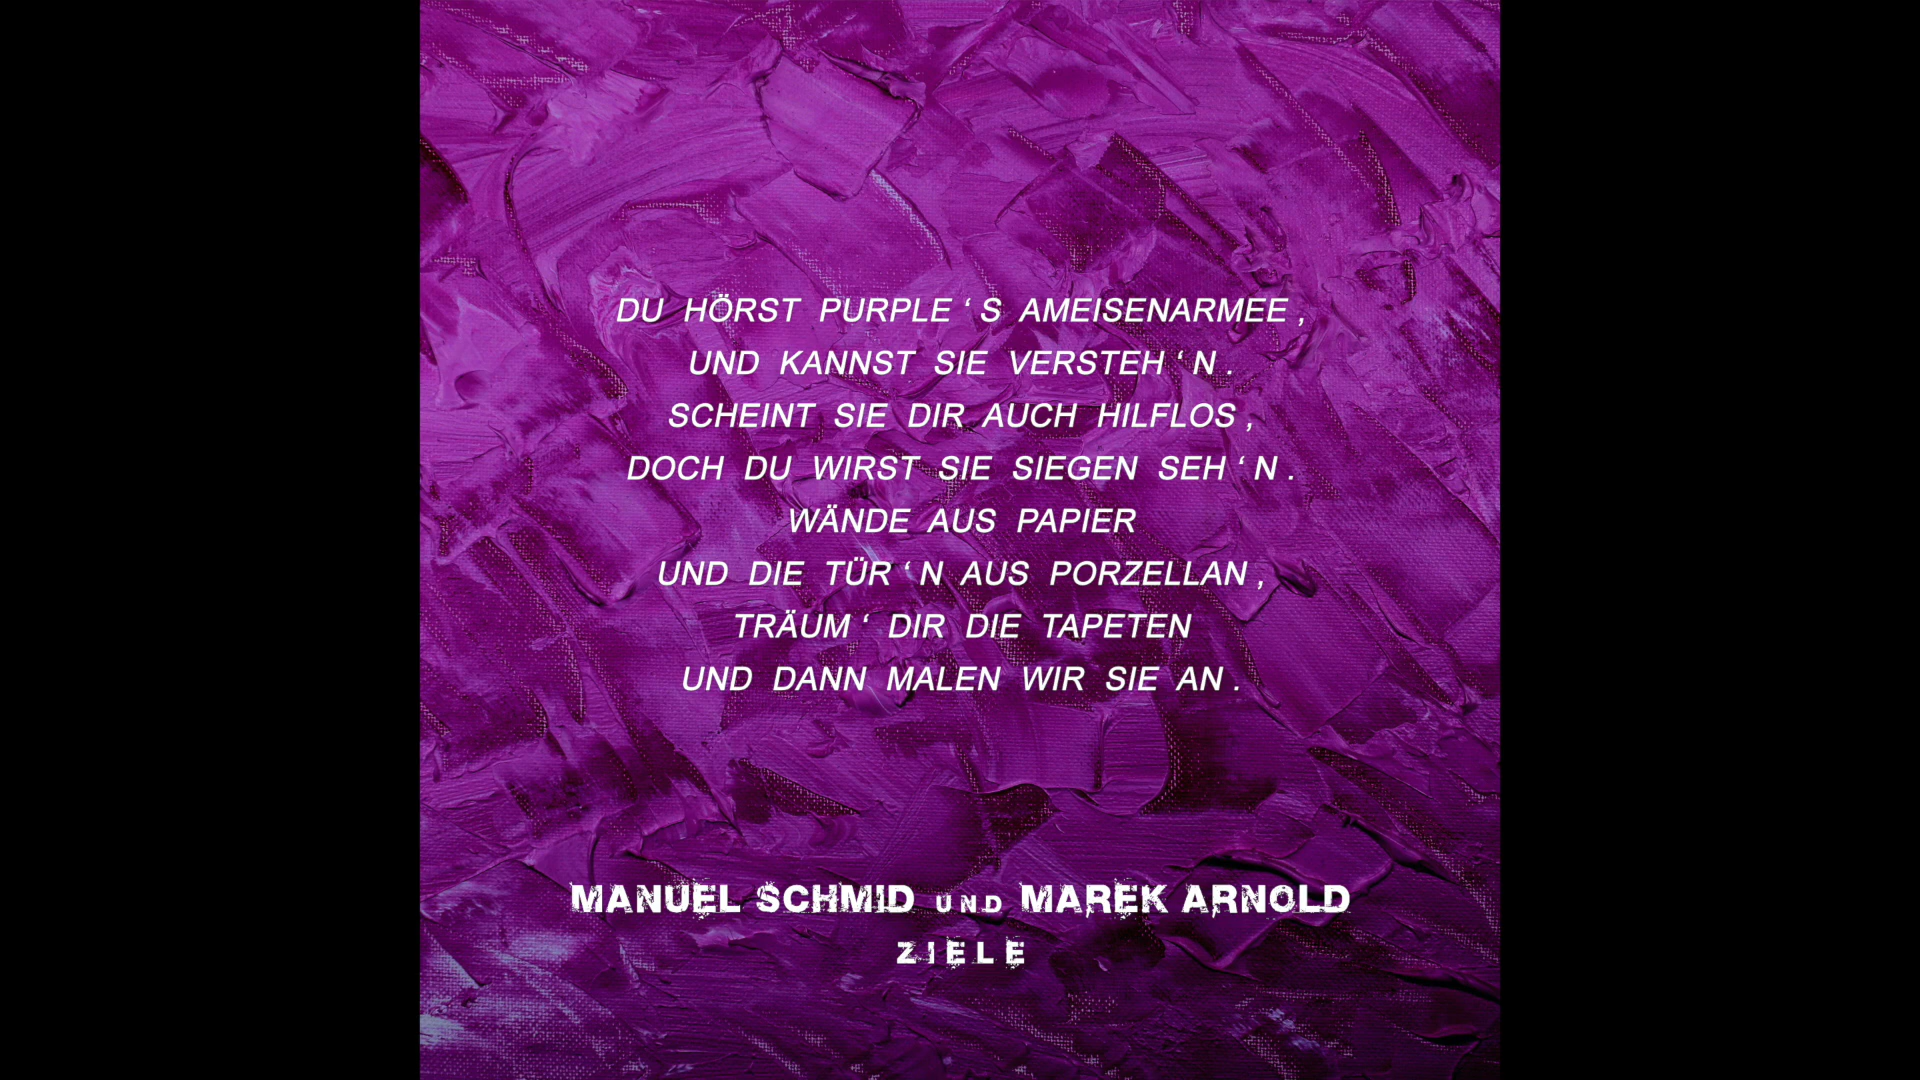 DU HÖRST PURPLE ‘ S AMEISENARMEE ,
UND KANNST SIE VERSTEH ‘ N .
SCHEINT SIE DIR AUCH HILFLOS ,
DOCH DU WIRST SIE SIEGEN SEH ‘ N .
WÄNDE AUS PAPIER
UND DIE TÜR ‘ N AUS PORZELLAN ,
TRÄUM ‘ DIR DIE TAPETEN
UND DANN MALEN WIR SIE AN .
MANUEL SCHMID UND MAREK ARNOLD
ZIELE